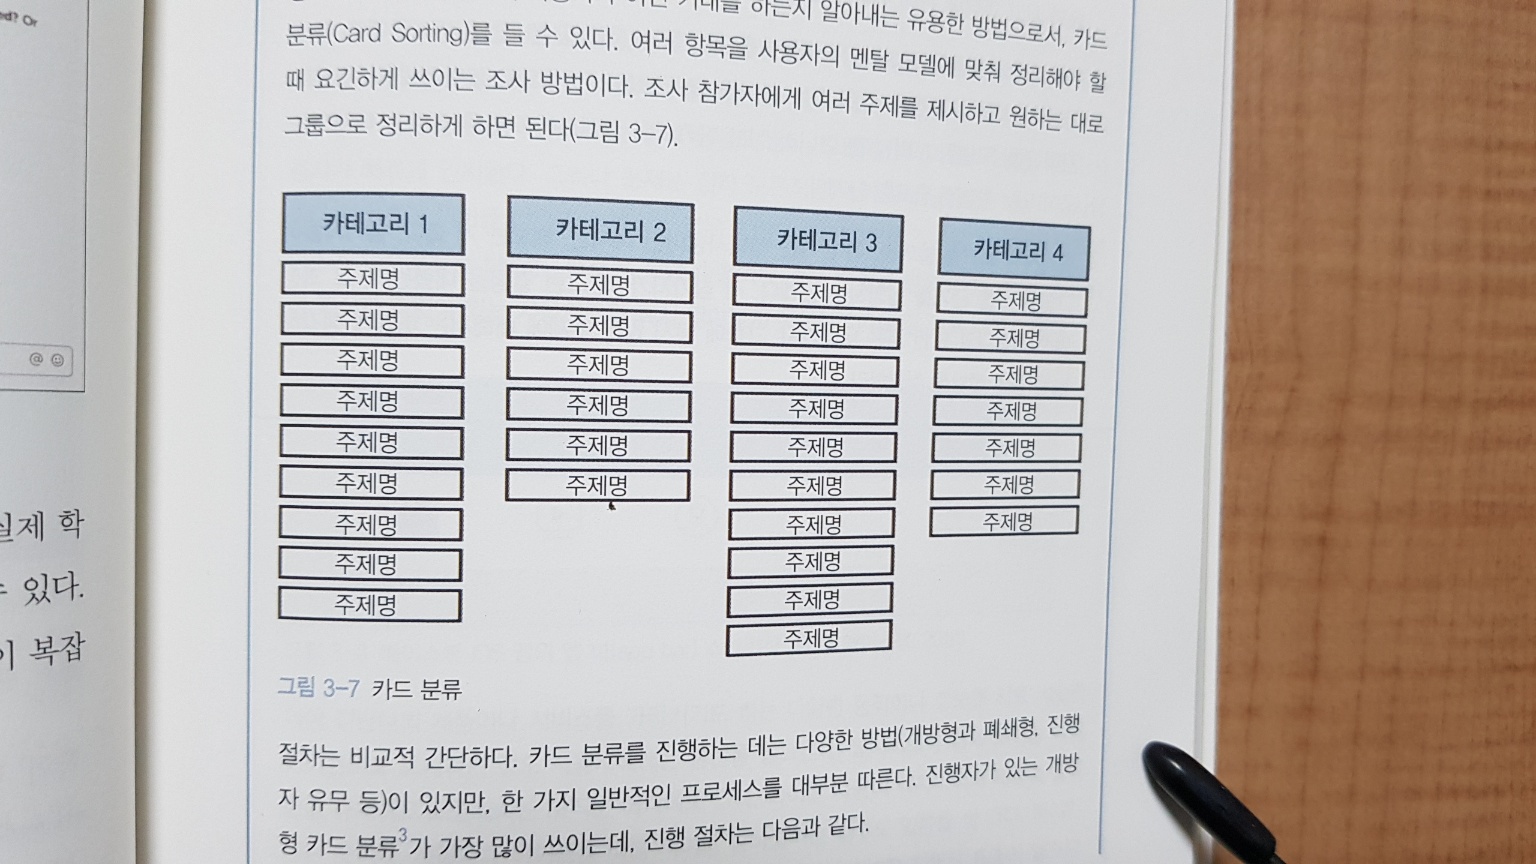 하는지 알아내는 유용한 방법으로서, 카드
분류(Card Sorting)를 들 수 있다. 여러 항목을 사용자의 멘탈 모델에 맞춰 정리해야 할
때 요긴하게 쓰이는 조사 방법이다. 조사 참가자에게 여러 주제를 제시하고 원하는 대로
그룹으로 정리하게 하면 된다(그림 3-7).
카테고리 1 카테고리 2 카테고리 3 카테고리 4
주제명 주제명 주제명 주제명
주제명 주제명 주제명 주제명
주제명 주제명 주제명 주제명
주제명 주제명 주제명 주제명
주제명 주제명 주제명 주제명
주제명 주제명 주제명 주제명
주제명 주제명 주제명
주제명 주제명
주제명 주제명
주제명
그림 3-7 카드 분류
절차는 비교적 간단하다. 카드 분류를 진행하는 데는 다양한 방법(개방형과 폐쇄형, 진행
자 유무 등)이 있지만, 한 가지 일반적인 프로세스를 대부분 따른다. 진행자가 있는 개방
형 카드 분류3가 가장 많이 쓰이는데, 진행 절차는 다음과 같다.
Or
@
실제 학
있다.
복잡